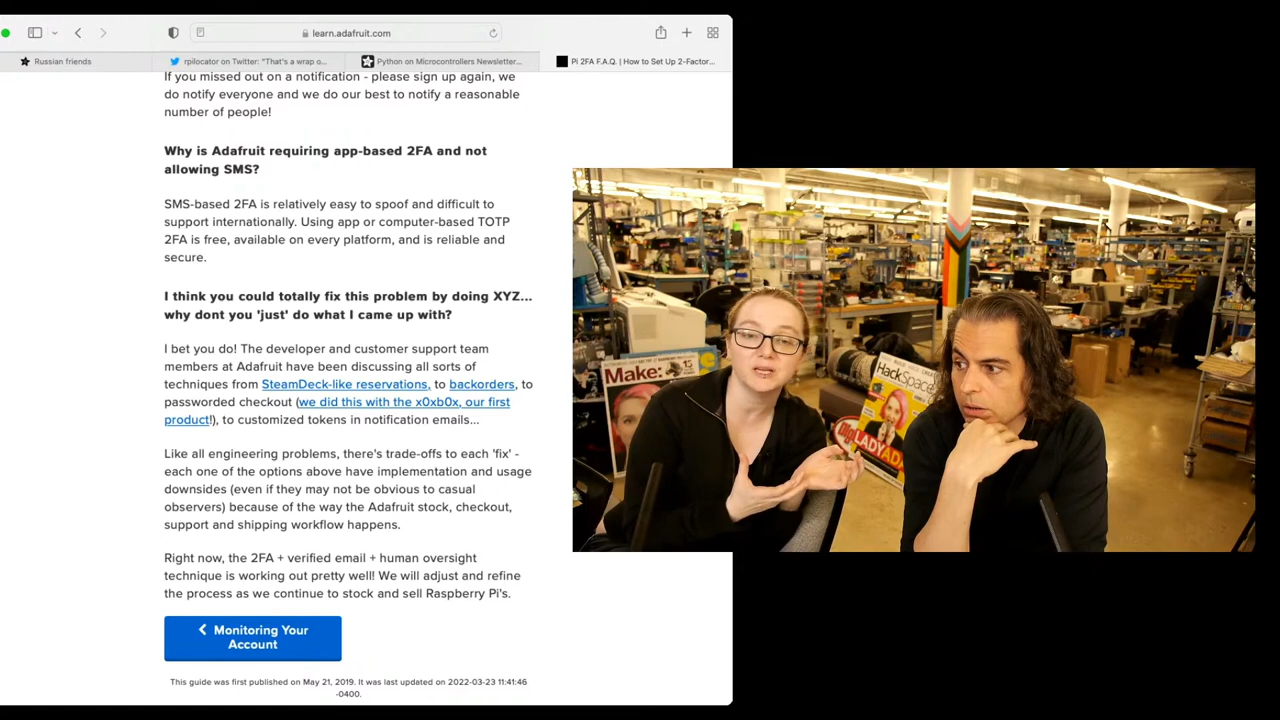 learn.adafruit.com
Russian friends
rpilocator on Twitter: "That's a wrap o...
Python on Microcontrollers Newsletter...
Pi 2FA F.A.Q. | How to Set Up 2-Factor...
If you missed out on a notification - please sign up again, we
do notify everyone and we do our best to notify a reasonable
number of people!
Why is Adafruit requiring app-based 2FA and not
allowing SMS?
SMS-based 2FA is relatively easy to spoof and difficult to
support internationally. Using app or computer-based TOTP
2FA is free, available on every platform, and is reliable and
secure.
I think you could totally fix this problem by doing XYZ...
why dont you 'just' do what I came up with?
I bet you do! The developer and customer support team
members at Adafruit have been discussing all sorts of
techniques from SteamDeck-like reservations, to backorders, to
passworded checkout (we did this with the x0xb0x, our first
product!), to customized tokens in notification emails...
Like all engineering problems, there's trade-offs to each 'fix' -
each one of the options above have implementation and usage
downsides (even if they may not be obvious to casual
observers) because of the way the Adafruit stock, checkout,
support and shipping workflow happens.
Right now, the 2FA + verified email + human oversight
technique is working out pretty well! We will adjust and refine
the process as we continue to stock and sell Raspberry Pi's.
Monitoring Your
Account
This guide was first published on May 21, 2019. It was last updated on 2022-03-23 11:41:46
-0400.
Make:
15
HackSpace
Digi
LADYADA